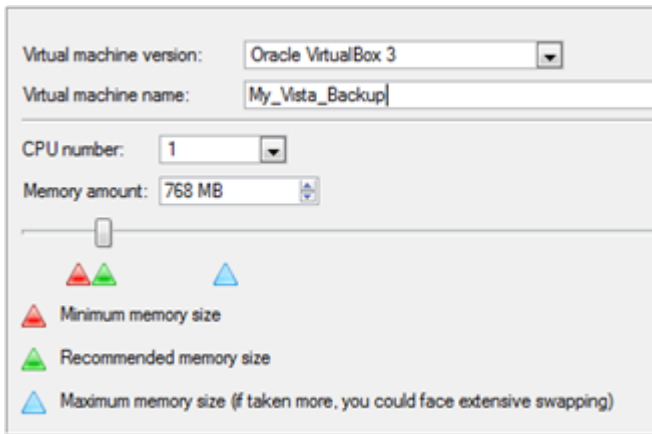 Virtual machine version: Oracle VirtualBox 3
Virtual machine name: My_Vista_Backup
CPU number: 1
Memory amount: 768 MB
Minimum memory size
Recommended memory size
Maximum memory size (if taken more, you could face extensive swapping)